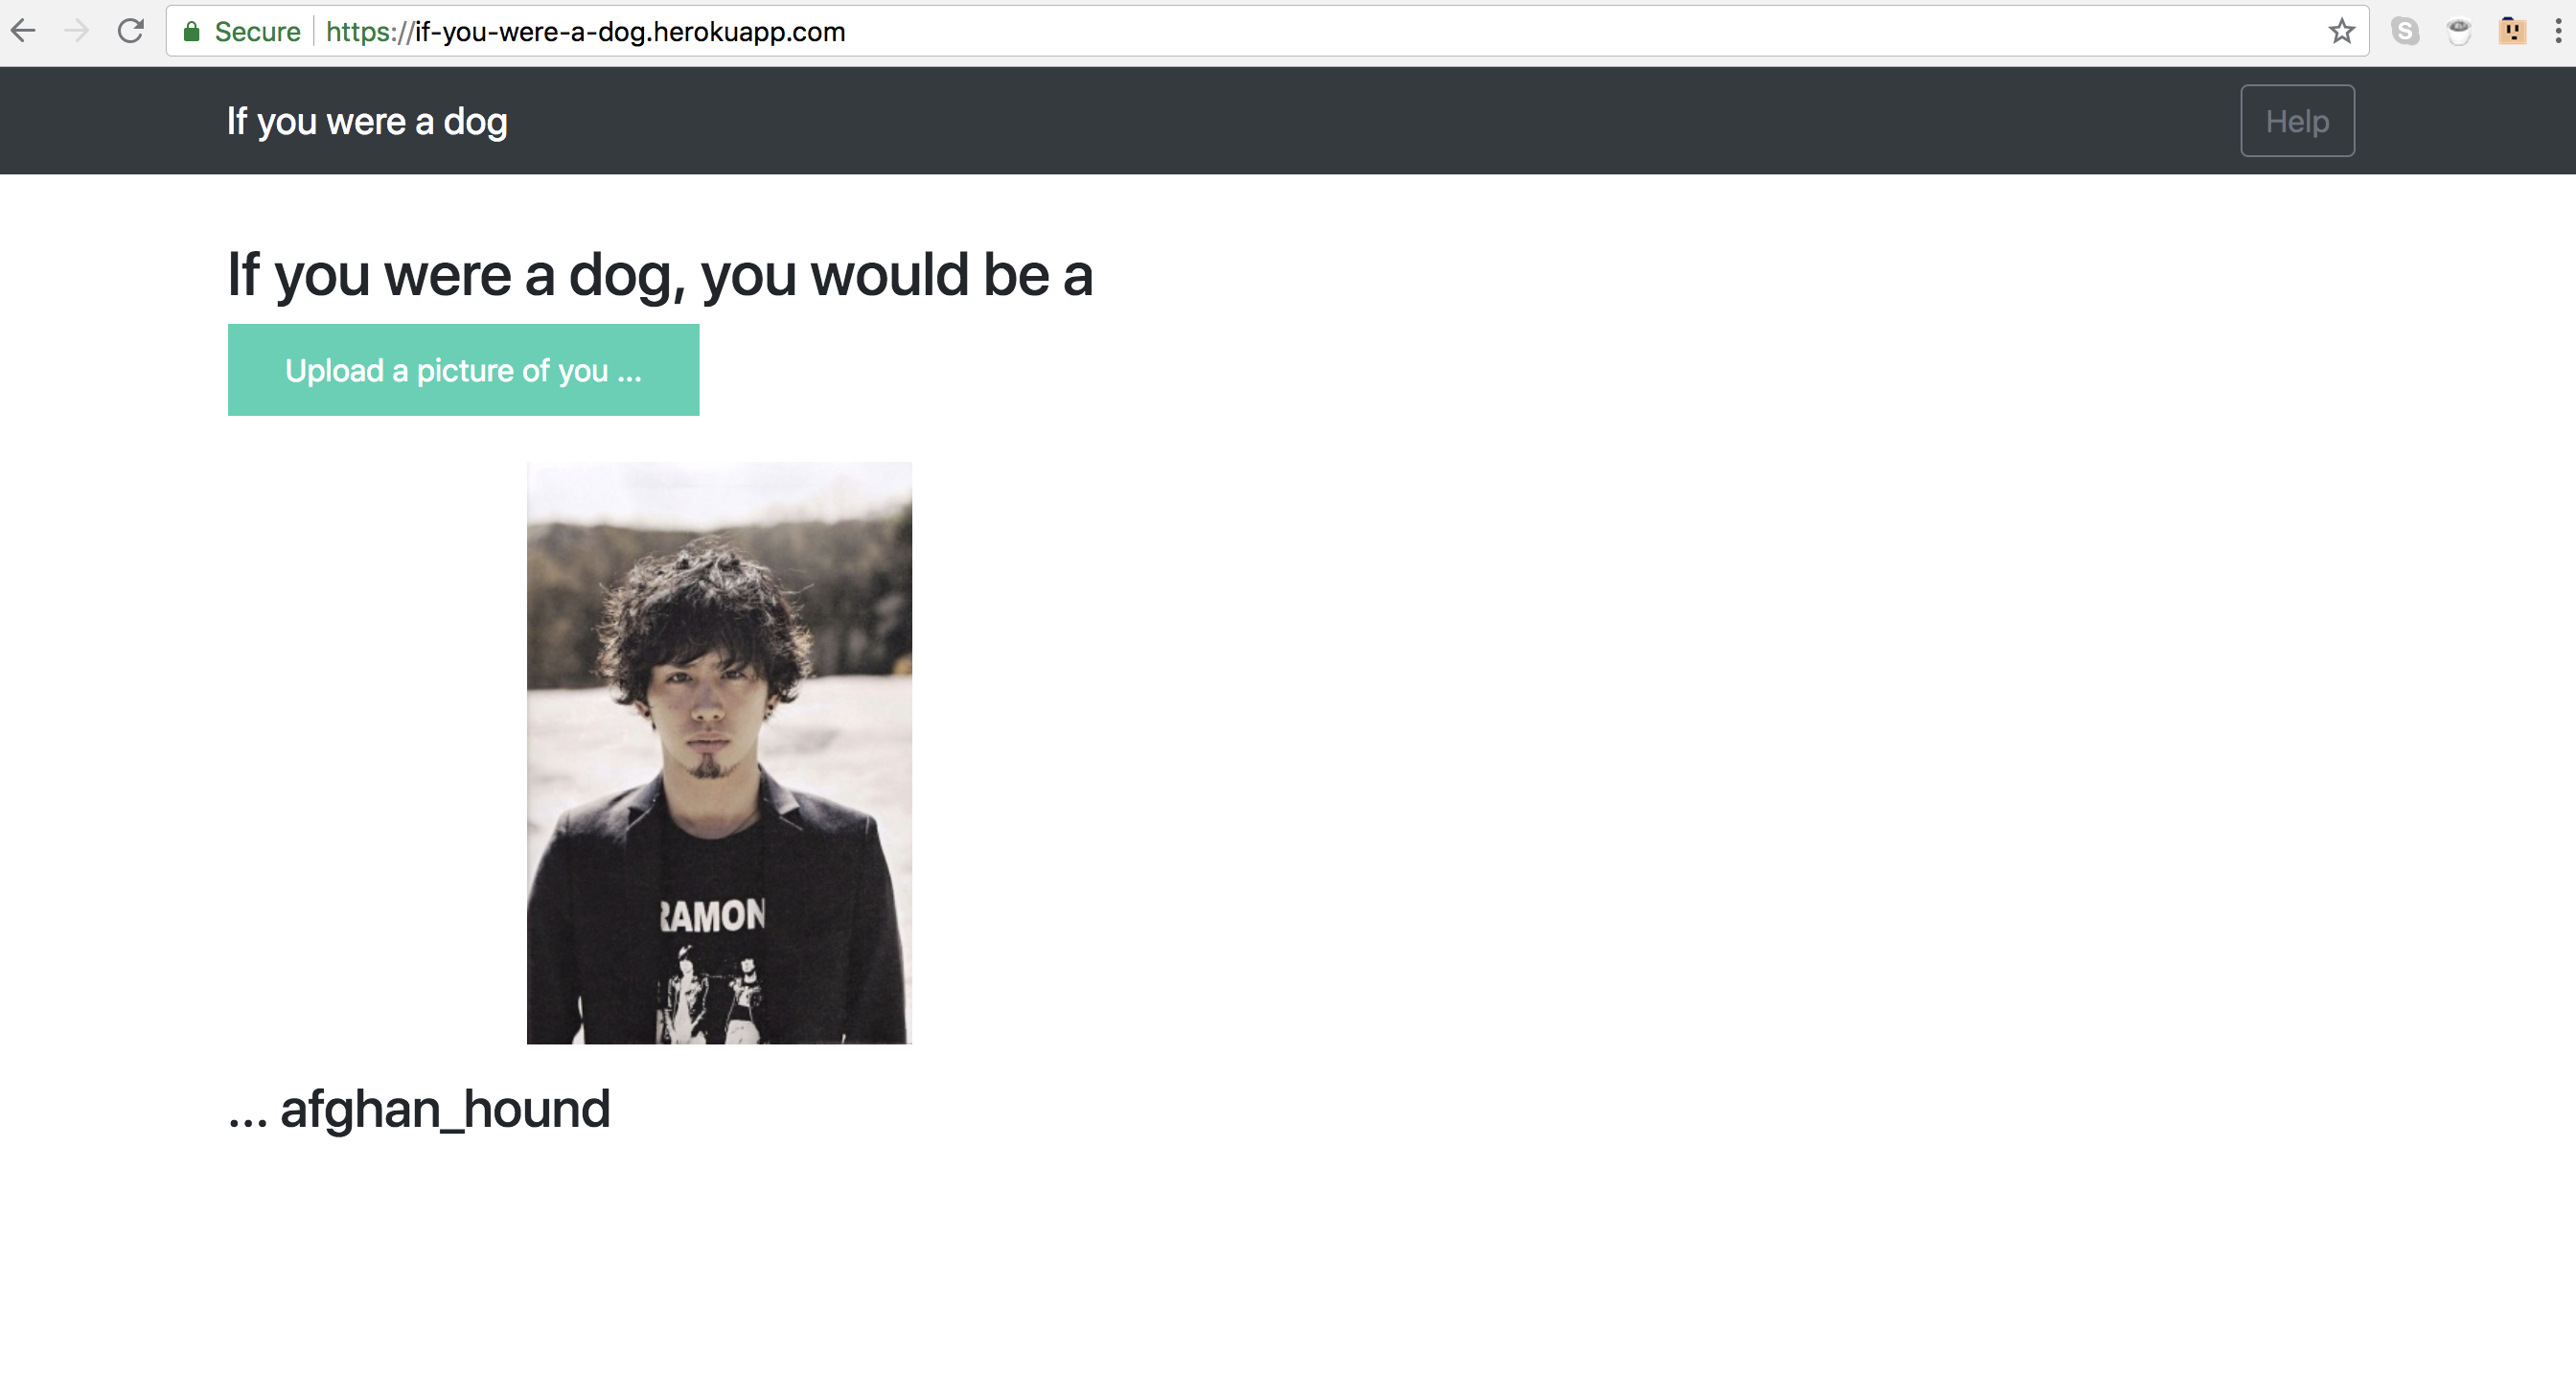 Secure https://if-you-were-a-dog.herokuapp.com
If you were a dog
Help
If you were a dog, you would be a
Upload a picture of you ...
RAMON
... afghan_hound